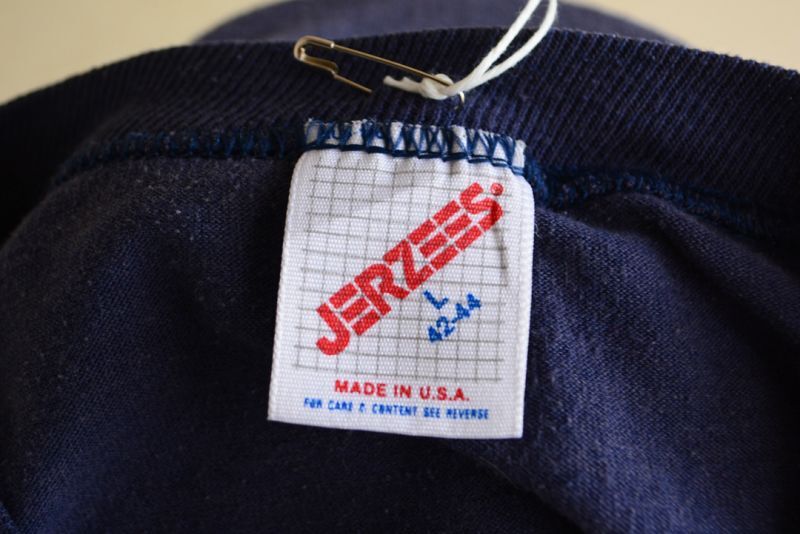 JERZEES®
L
42-44
MADE IN U.S.A.
FOR CARE & CONTENT SEE REVERSE